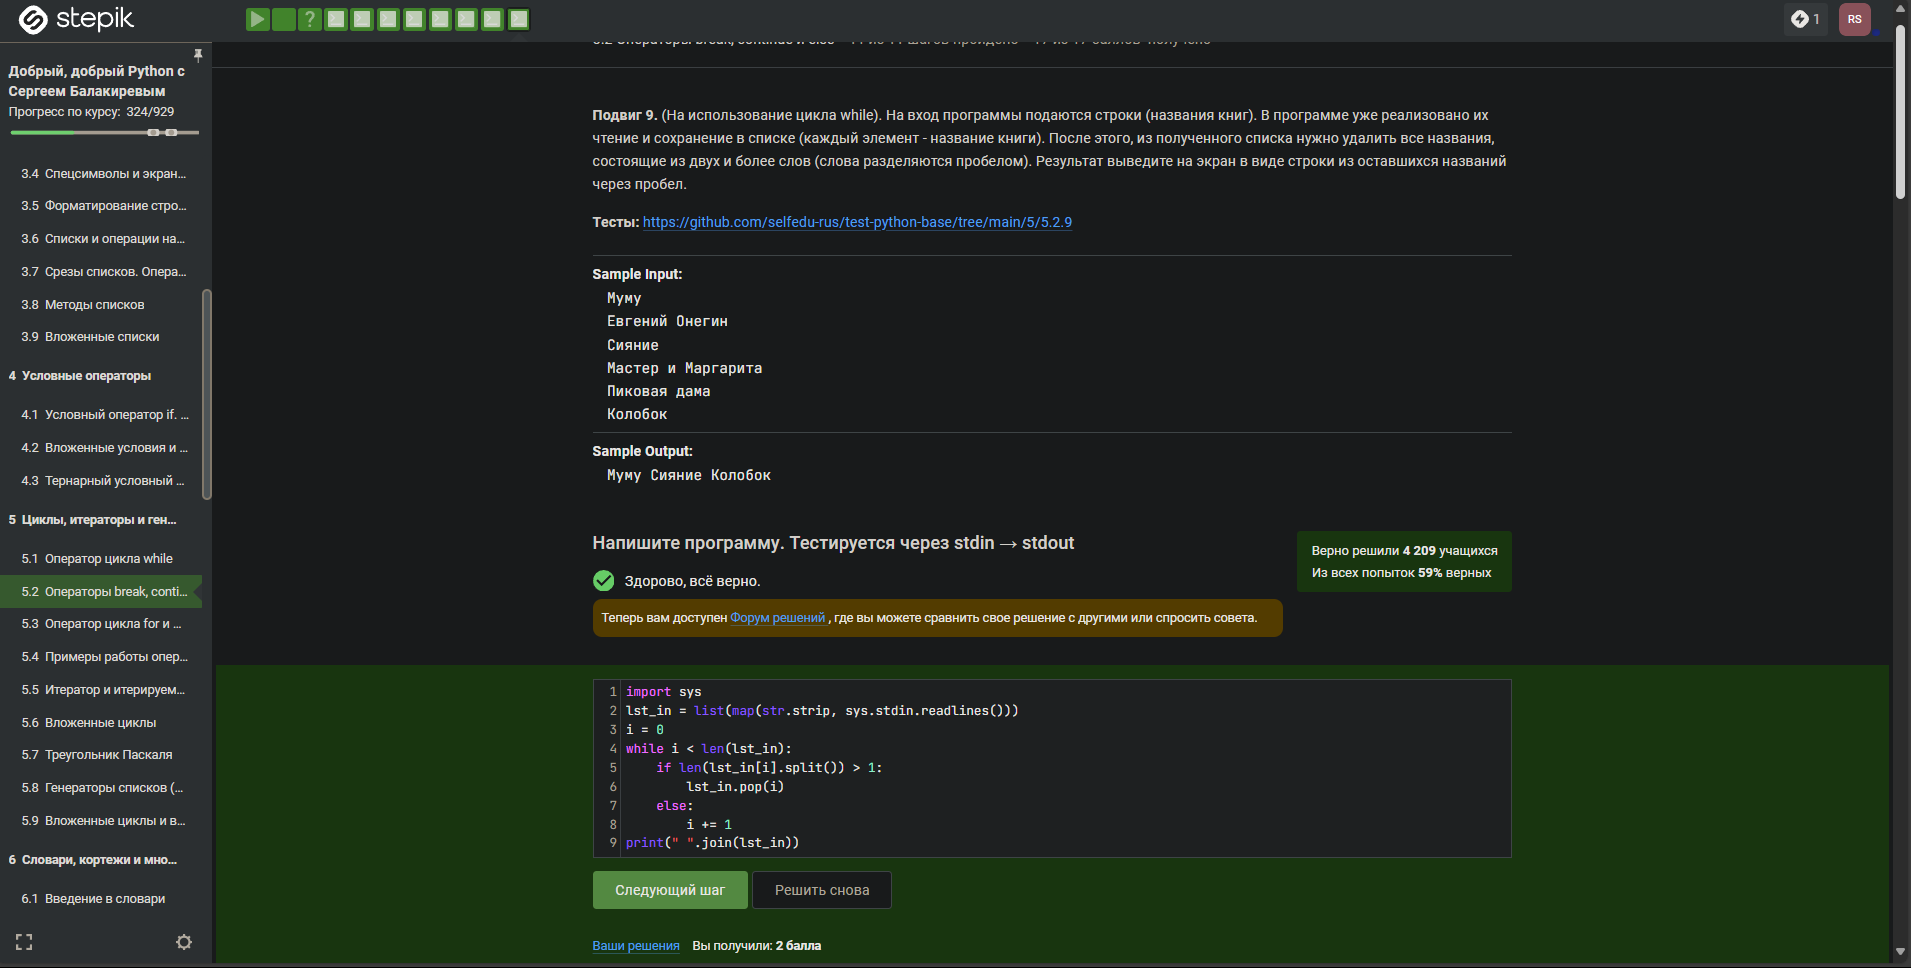 stepik
?
1
RS
Добрый, добрый Python с
Сергеем Балакиревым
Прогресс по курсу: 324/929
3.4 Спецсимволы и экран...
3.5 Форматирование стро...
3.6 Списки и операции на...
3.7 Срезы списков. Опера...
3.8 Методы списков
3.9 Вложенные списки
4 Условные операторы
4.1 Условный оператор if. ...
4.2 Вложенные условия и ...
4.3 Тернарный условный ...
5 Циклы, итераторы и ген...
5.1 Оператор цикла while
5.2 Операторы break, conti...
5.3 Оператор цикла for и ...
5.4 Примеры работы опер...
5.5 Итератор и итерируем...
5.6 Вложенные циклы
5.7 Треугольник Паскаля
5.8 Генераторы списков (...
5.9 Вложенные циклы и в...
6 Словари, кортежи и мно...
6.1 Введение в словари
5.2 Операторы break, continue и else
Подвиг 9. (На использование цикла while). На вход программы подаются строки (названия книг). В программе уже реализовано их
чтение и сохранение в списке (каждый элемент - название книги). После этого, из полученного списка нужно удалить все названия,
состоящие из двух и более слов (слова разделяются пробелом). Результат выведите на экран в виде строки из оставшихся названий
через пробел.
Тесты: https://github.com/selfedu-rus/test-python-base/tree/main/5/5.2.9
Sample Input:
Муму
Евгений Онегин
Сияние
Мастер и Маргарита
Пиковая дама
Колобок
Sample Output:
Муму Сияние Колобок
Напишите программу. Тестируется через stdin → stdout
Верно решили 4 209 учащихся
Из всех попыток 59% верных
Здорово, всё верно.
Теперь вам доступен Форум решений , где вы можете сравнить свое решение с другими или спросить совета.
1 import sys
2 lst_in = list(map(str.strip, sys.stdin.readlines()))
3 i = 0
4 while i < len(lst_in):
5     if len(lst_in[i].split()) > 1:
6         lst_in.pop(i)
7     else:
8         i += 1
9 print(" ".join(lst_in))
Следующий шаг
Решить снова
Ваши решения Вы получили: 2 балла